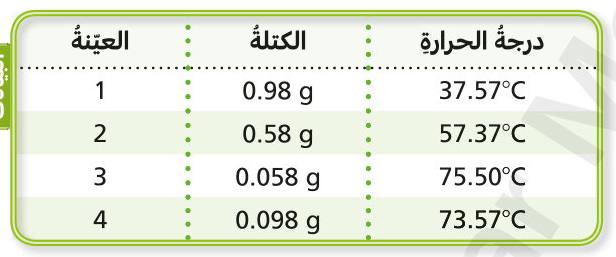 العيّنةُ الكتلةُ درجةُ الحرارةِ
1 0.98 g 37.57°C
2 0.58 g 57.37°C
3 0.058 g 75.50°C
4 0.098 g 73.57°C